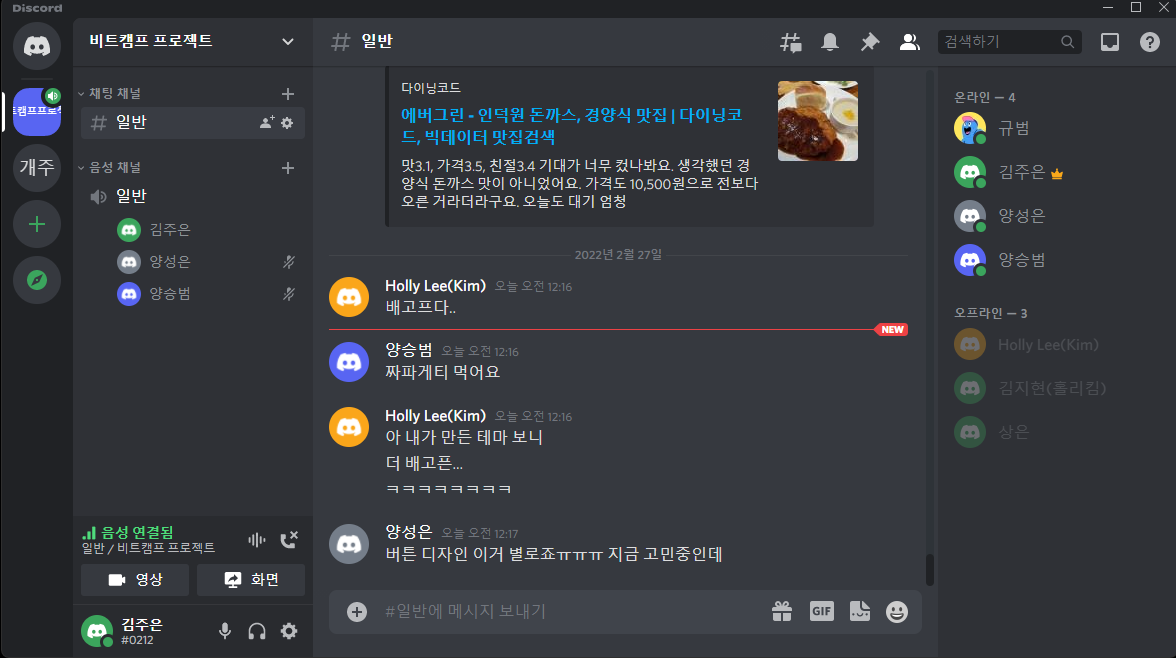 Discord
비트캠프 프로젝트
일반
검색하기
트캠프프로젝
개주
채팅 채널
일반
음성 채널
일반
김주은
양성은
양승범
음성 연결됨
일반 / 비트캠프 프로젝트
영상
화면
김주은
#0212
다이닝코드
에버그린 - 인덕원 돈까스, 경양식 맛집 | 다이닝코
드, 빅데이터 맛집검색
맛3.1, 가격3.5, 친절3.4 기대가 너무 컸나봐요. 생각했던 경
양식 돈까스 맛이 아니었어요. 가격도 10,500원으로 전보다
오른 거라더라구요. 오늘도 대기 엄청
2022년 2월 27일
Holly Lee(Kim) 오늘 오전 12:16
배고프다..
NEW
양승범 오늘 오전 12:16
짜파게티 먹어요
Holly Lee(Kim) 오늘 오전 12:16
아 내가 만든 테마 보니
더 배고픈...
ㅋㅋㅋㅋㅋㅋㅋㅋ
양성은 오늘 오전 12:17
버튼 디자인 이거 별로죠ㅠㅠㅠ 지금 고민중인데
#일반에 메시지 보내기
GIF
온라인 — 4
규범
김주은
양성은
양승범
오프라인 — 3
Holly Lee(Kim)
김지현(홀리킴)
상은